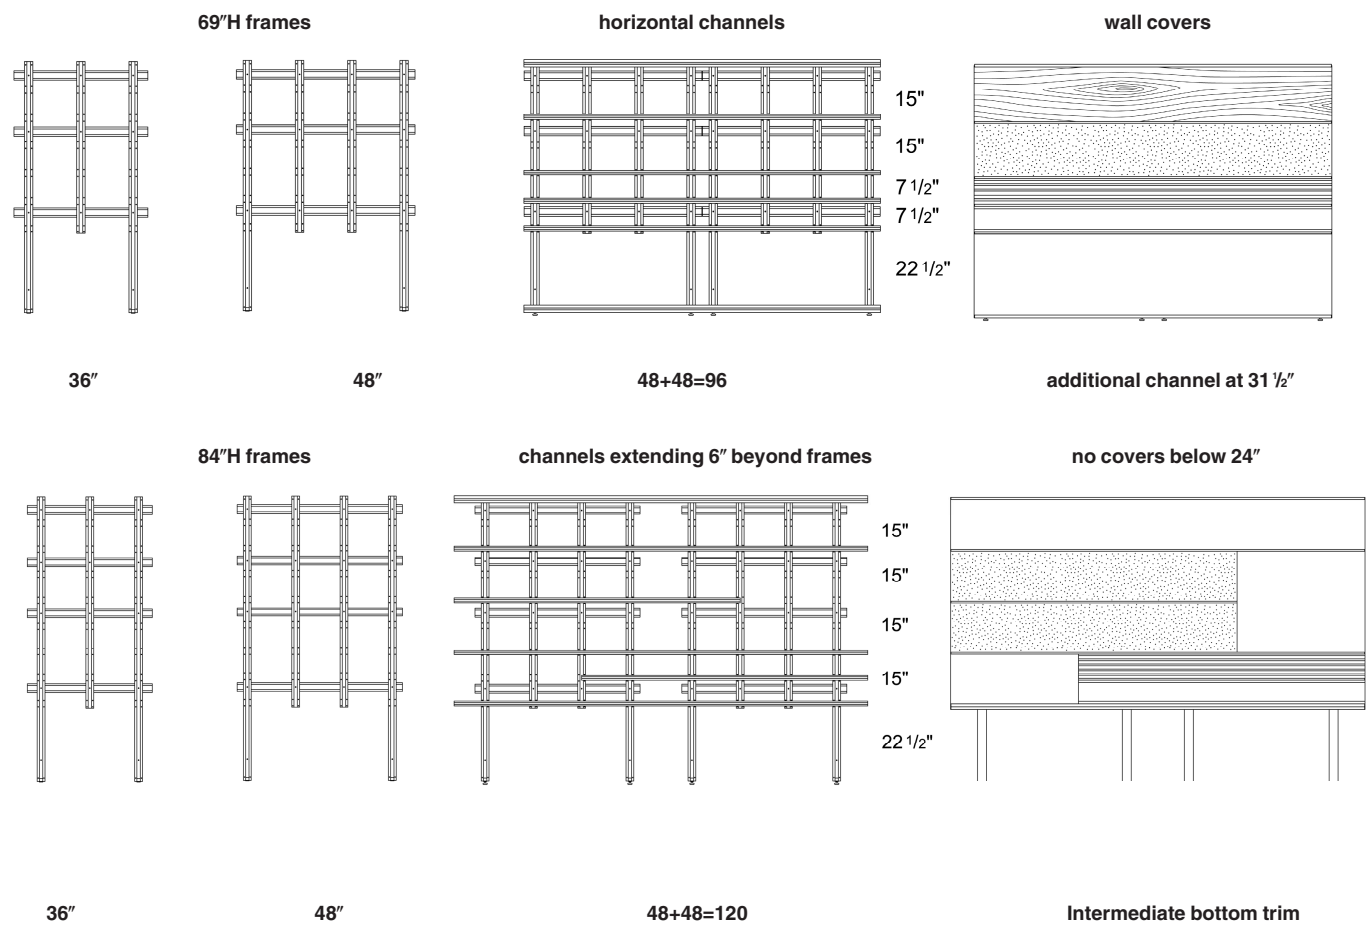 69″H frames
horizontal channels
wall covers
15"
15"
7 1/2"
7 1/2"
22 1/2"
36″
48″
48+48=96
additional channel at 31 ½″
84″H frames
channels extending 6″ beyond frames
no covers below 24″
15"
15"
15"
15"
22 1/2"
36″
48″
48+48=120
Intermediate bottom trim